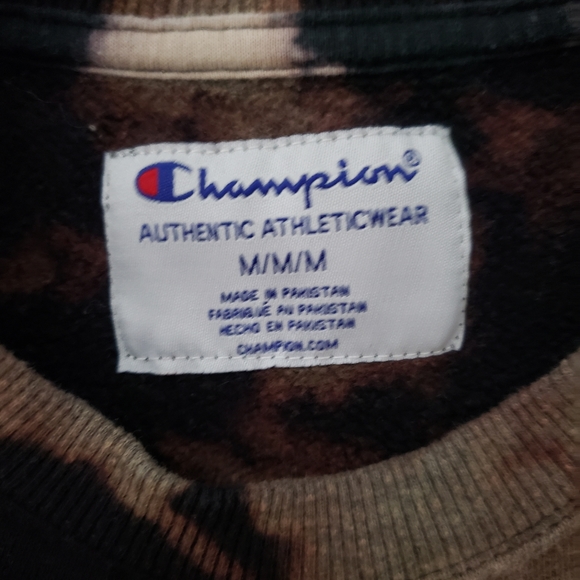 Champion®
AUTHENTIC ATHLETICWEAR
M/M/M
MADE IN PAKISTAN
FABRIQUÉ AU PAKISTAN
HECHO EN PAKISTAN
CHAMPION.COM